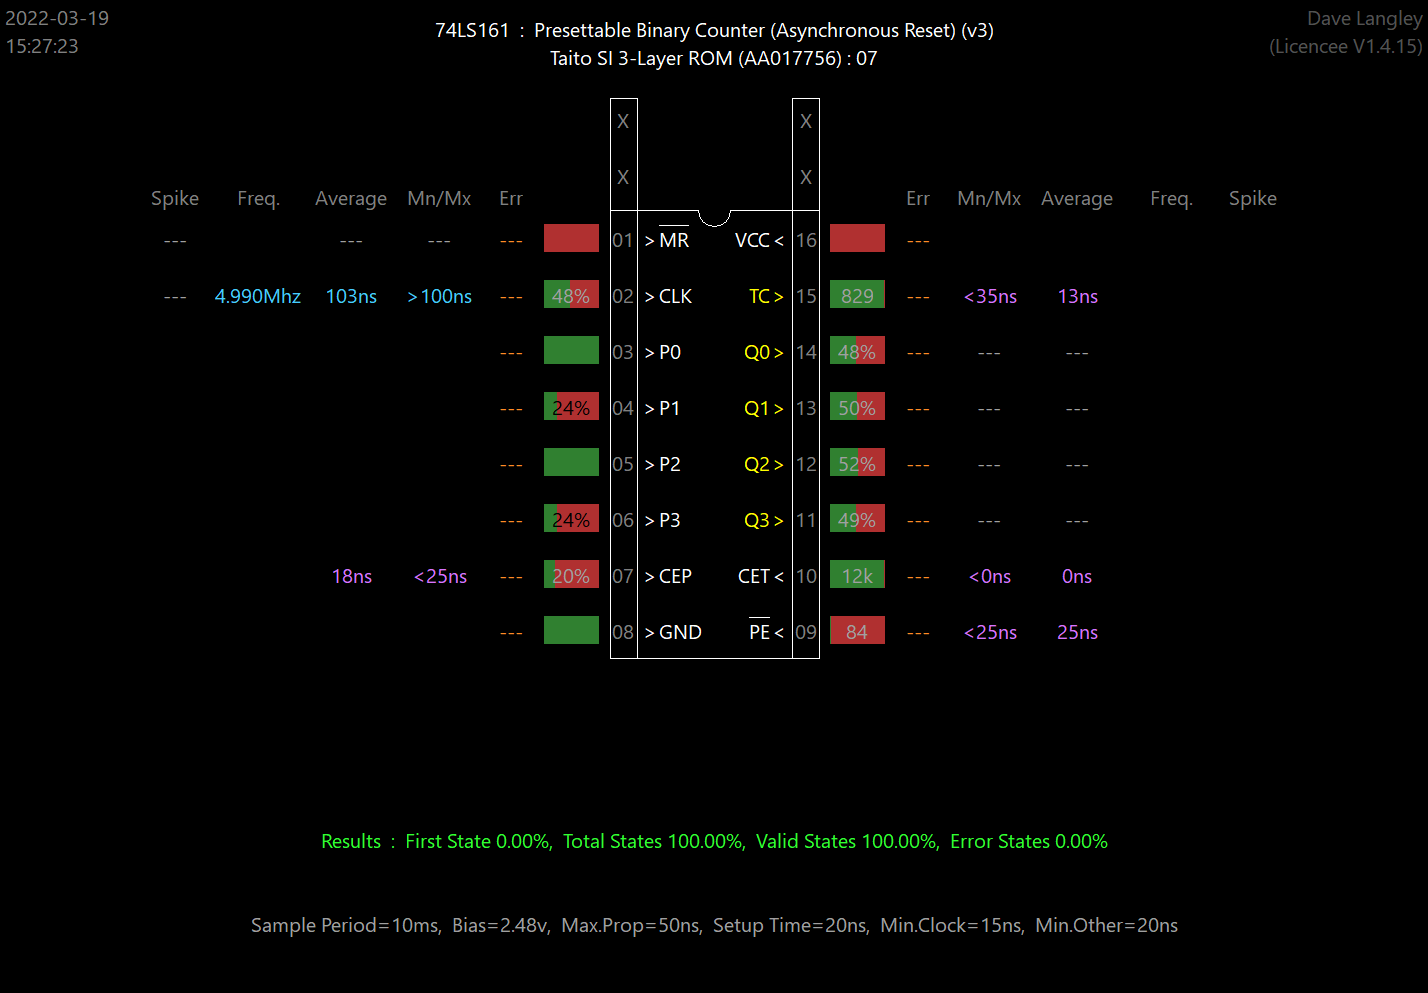 2022-03-19
15:27:23
74LS161 : Presettable Binary Counter (Asynchronous Reset) (v3)
Taito SI 3-Layer ROM (AA017756) : 07
Dave Langley
(Licencee V1.4.15)
X X
X X
Spike Freq. Average Mn/Mx Err Err Mn/Mx Average Freq. Spike
--- --- --- --- 01 >MR VCC< 16 ---
--- 4.990Mhz 103ns >100ns --- 48% 02 >CLK TC> 15 829 --- <35ns 13ns
--- 03 >P0 Q0> 14 48% --- --- ---
--- 24% 04 >P1 Q1> 13 50% --- --- ---
--- 05 >P2 Q2> 12 52% --- --- ---
--- 24% 06 >P3 Q3> 11 49% --- --- ---
18ns <25ns --- 20% 07 >CEP CET< 10 12k --- <0ns 0ns
--- 08 >GND PE< 09 84 --- <25ns 25ns
Results : First State 0.00%, Total States 100.00%, Valid States 100.00%, Error States 0.00%
Sample Period=10ms, Bias=2.48v, Max.Prop=50ns, Setup Time=20ns, Min.Clock=15ns, Min.Other=20ns